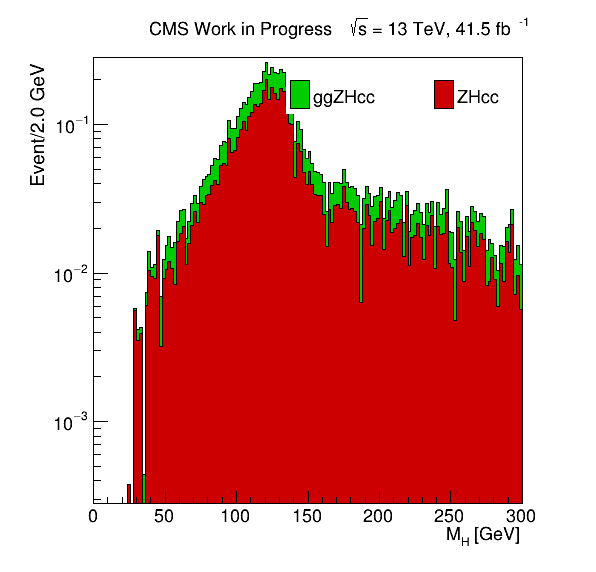 CMS Work in Progress √s = 13 TeV, 41.5 fb⁻¹
Event/2.0 GeV
ggZHcc ZHcc
10⁻¹
10⁻²
10⁻³
0 50 100 150 200 250 300
M_H [GeV]